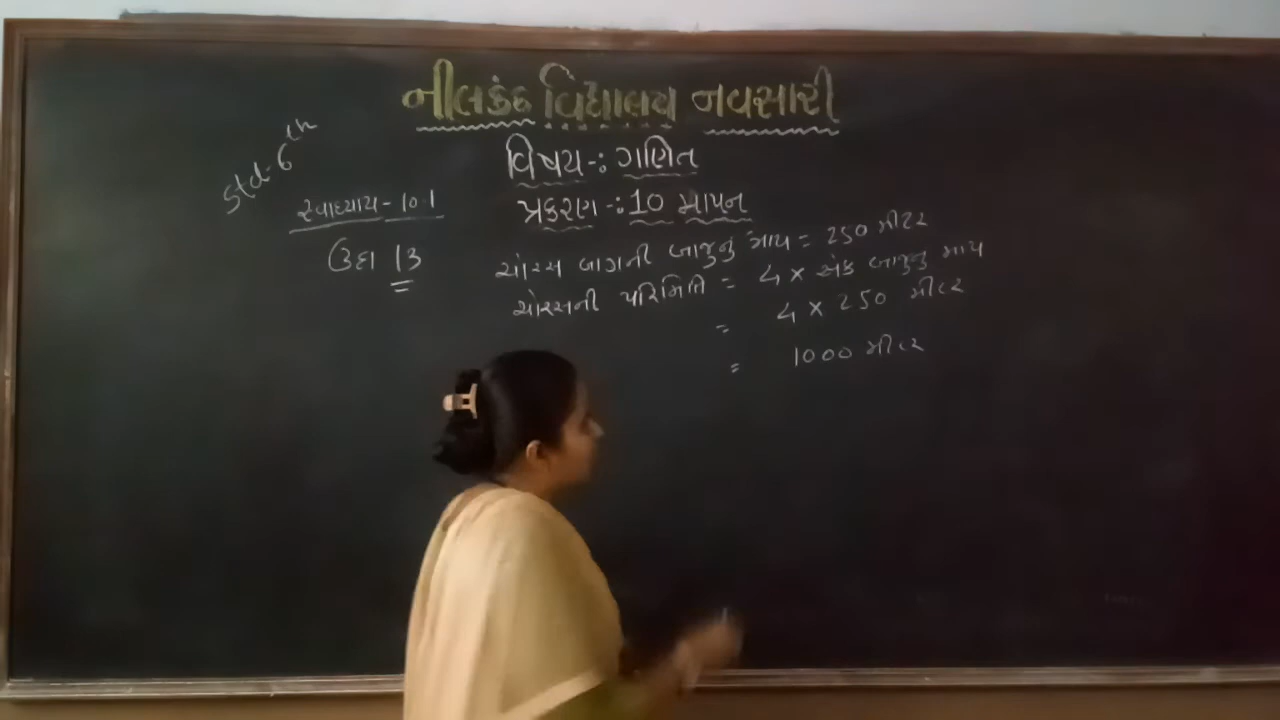 નીલકંઠ વિદ્યાલય નવસારી
Std-6th
વિષય-: ગણિત
સ્વાધ્યાય-10.1
પ્રકરણ-: 10 માપન
ઉદા 13
ચોરસ બાગની બાજુનું માપ = 250 મીટર
ચોરસની પરિમિતિ = 4 × એક બાજુનુ માપ
= 4 × 250 મીટર
= 1000 મીટર